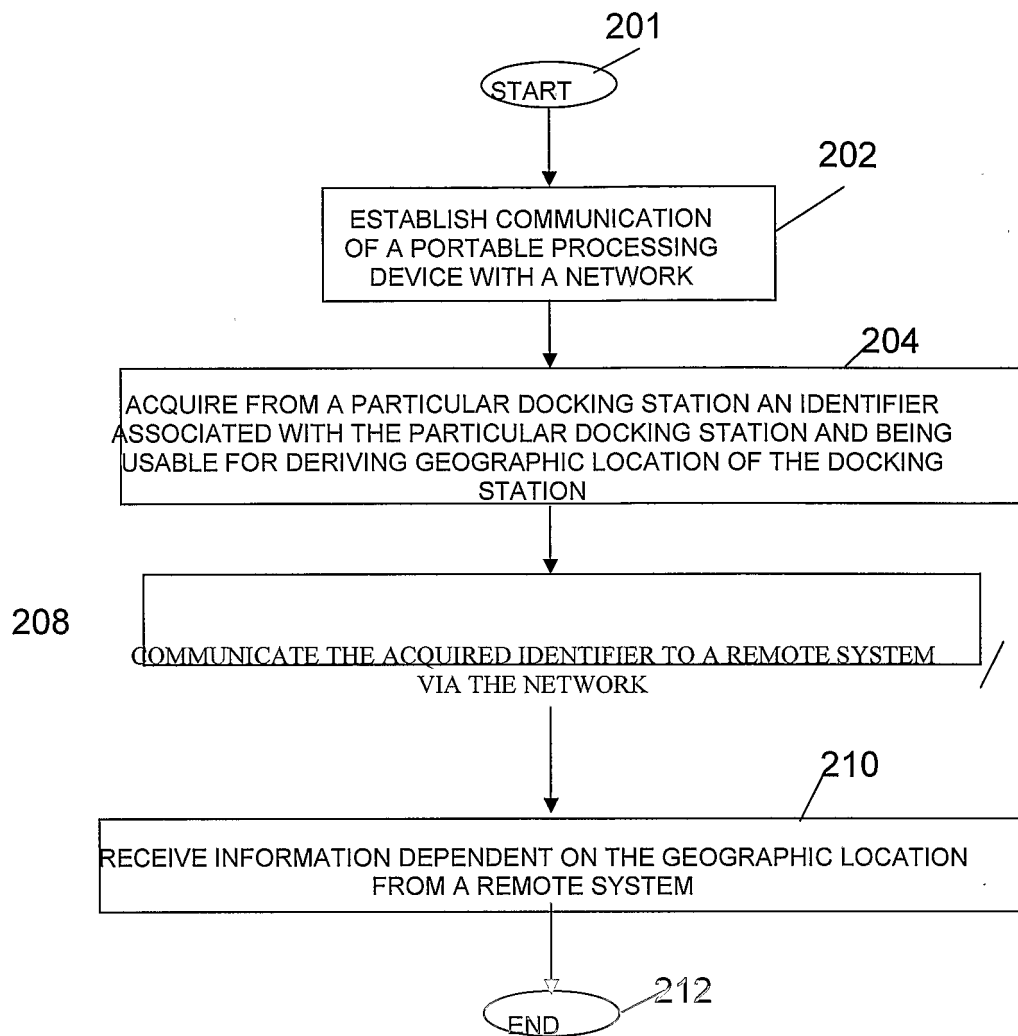 201
START
202
ESTABLISH COMMUNICATION
OF A PORTABLE PROCESSING
DEVICE WITH A NETWORK
204
ACQUIRE FROM A PARTICULAR DOCKING STATION AN IDENTIFIER
ASSOCIATED WITH THE PARTICULAR DOCKING STATION AND BEING
USABLE FOR DERIVING GEOGRAPHIC LOCATION OF THE DOCKING
STATION
208
COMMUNICATE THE ACQUIRED IDENTIFIER TO A REMOTE SYSTEM
VIA THE NETWORK
210
RECEIVE INFORMATION DEPENDENT ON THE GEOGRAPHIC LOCATION
FROM A REMOTE SYSTEM
212
END